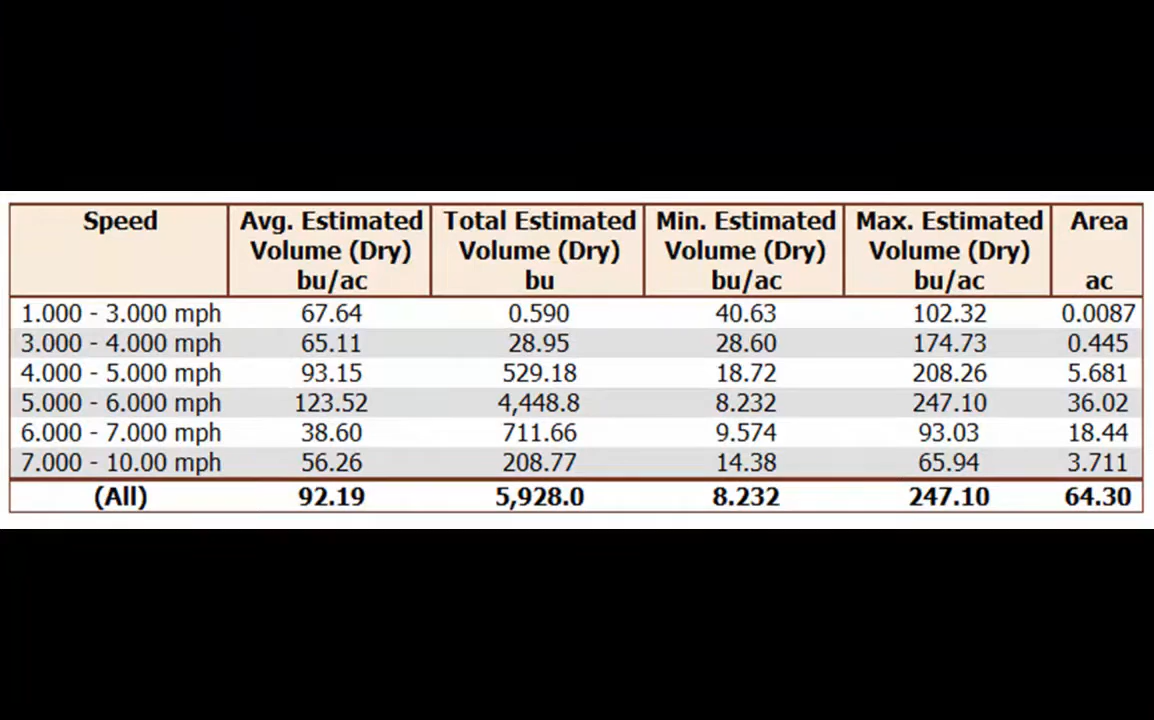 Speed Avg. Estimated Total Estimated Min. Estimated Max. Estimated Area
Volume (Dry) Volume (Dry) Volume (Dry) Volume (Dry)
bu/ac bu bu/ac bu/ac ac
1.000 - 3.000 mph 67.64 0.590 40.63 102.32 0.0087
3.000 - 4.000 mph 65.11 28.95 28.60 174.73 0.445
4.000 - 5.000 mph 93.15 529.18 18.72 208.26 5.681
5.000 - 6.000 mph 123.52 4,448.8 8.232 247.10 36.02
6.000 - 7.000 mph 38.60 711.66 9.574 93.03 18.44
7.000 - 10.00 mph 56.26 208.77 14.38 65.94 3.711
(All) 92.19 5,928.0 8.232 247.10 64.30